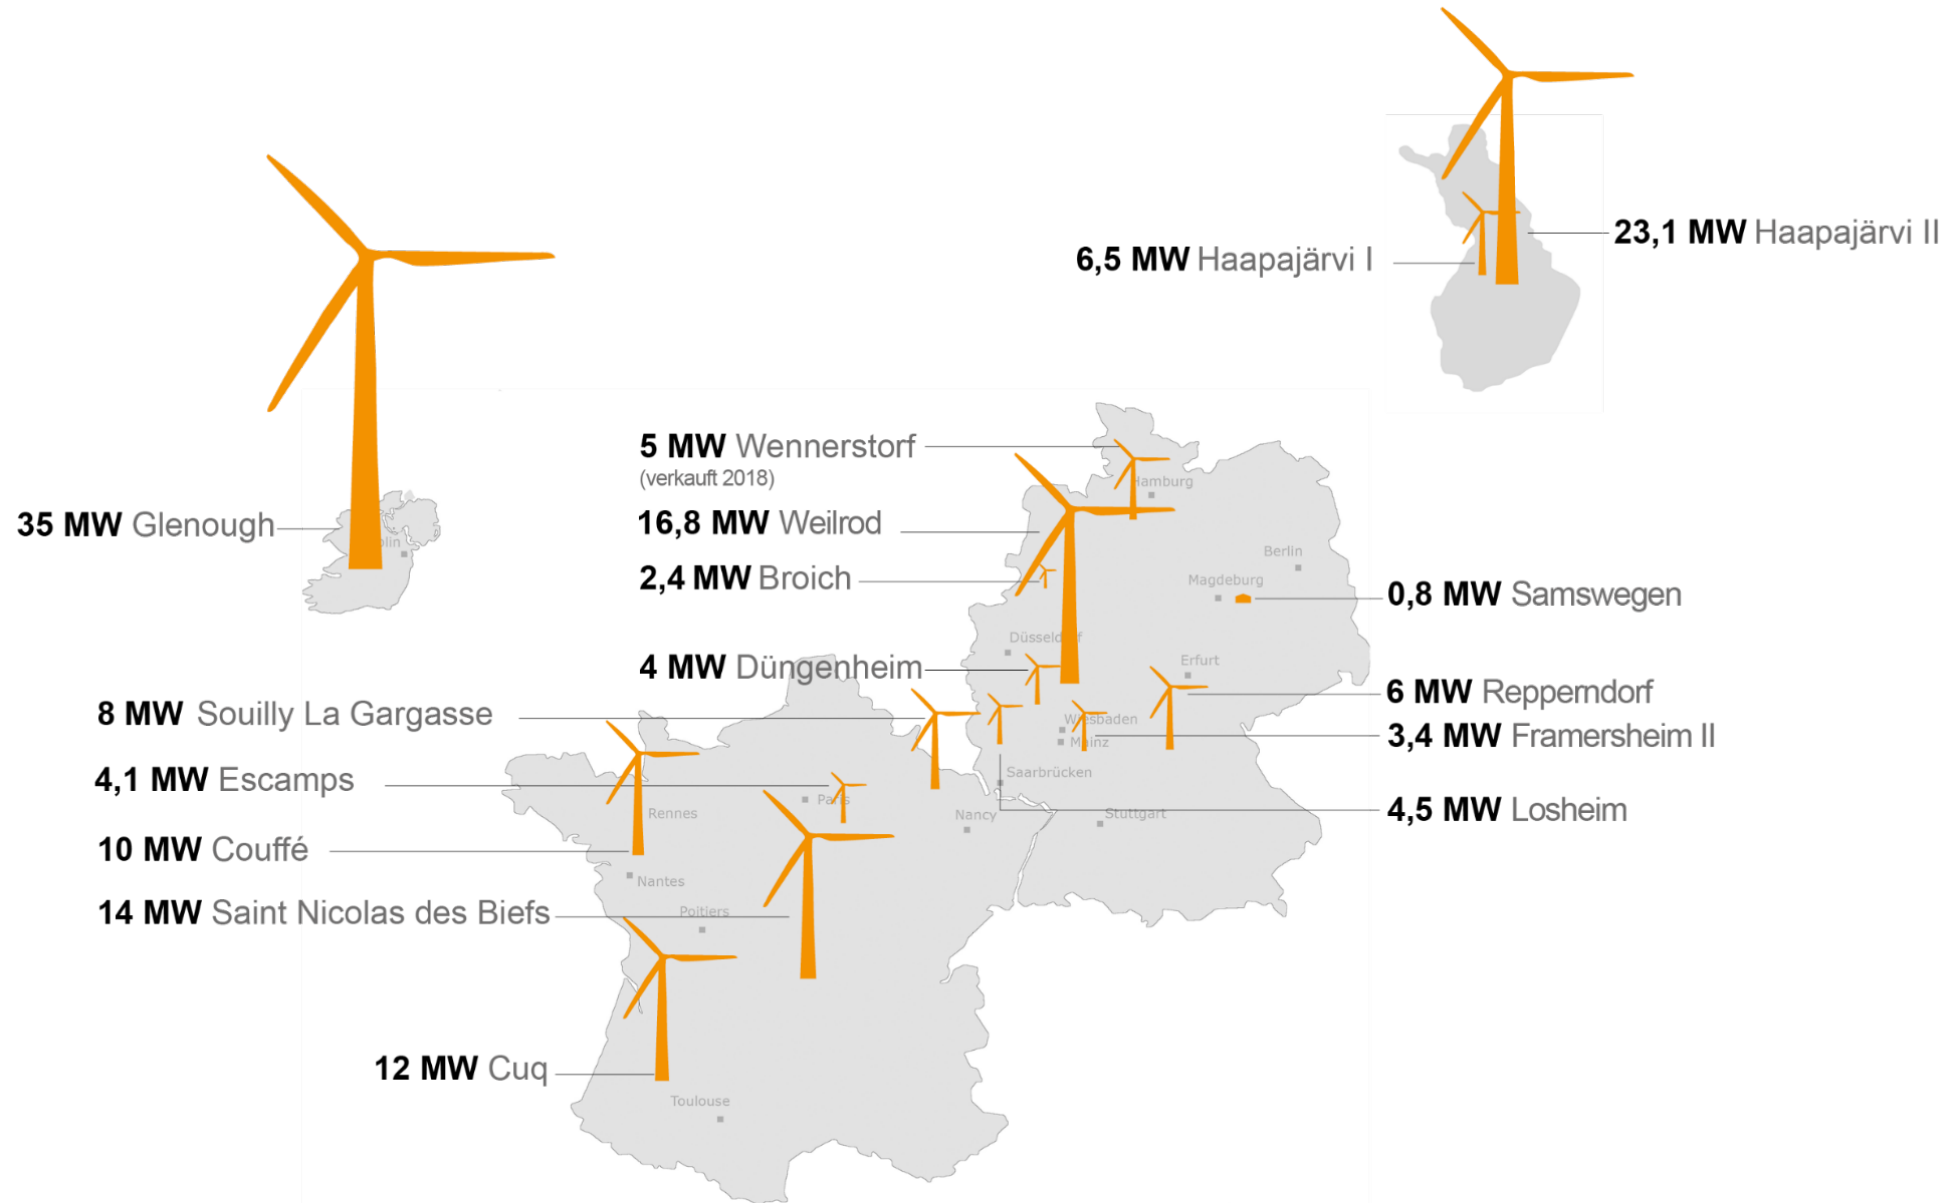 23,1 MW Haapajärvi II
6,5 MW Haapajärvi I
5 MW Wennerstorf
(verkauft 2018)
Hamburg
35 MW Glenough
16,8 MW Weilrod
Berlin
2,4 MW Broich
Magdeburg
0,8 MW Samswegen
Düsseldorf
4 MW Düngenheim
Erfurt
6 MW Repperndorf
8 MW Souilly La Gargasse
Wiesbaden
3,4 MW Framersheim II
Mainz
Saarbrücken
4,1 MW Escamps
Paris
Rennes
Nancy
Stuttgart
4,5 MW Losheim
10 MW Couffé
Nantes
14 MW Saint Nicolas des Biefs
Poitiers
12 MW Cuq
Toulouse